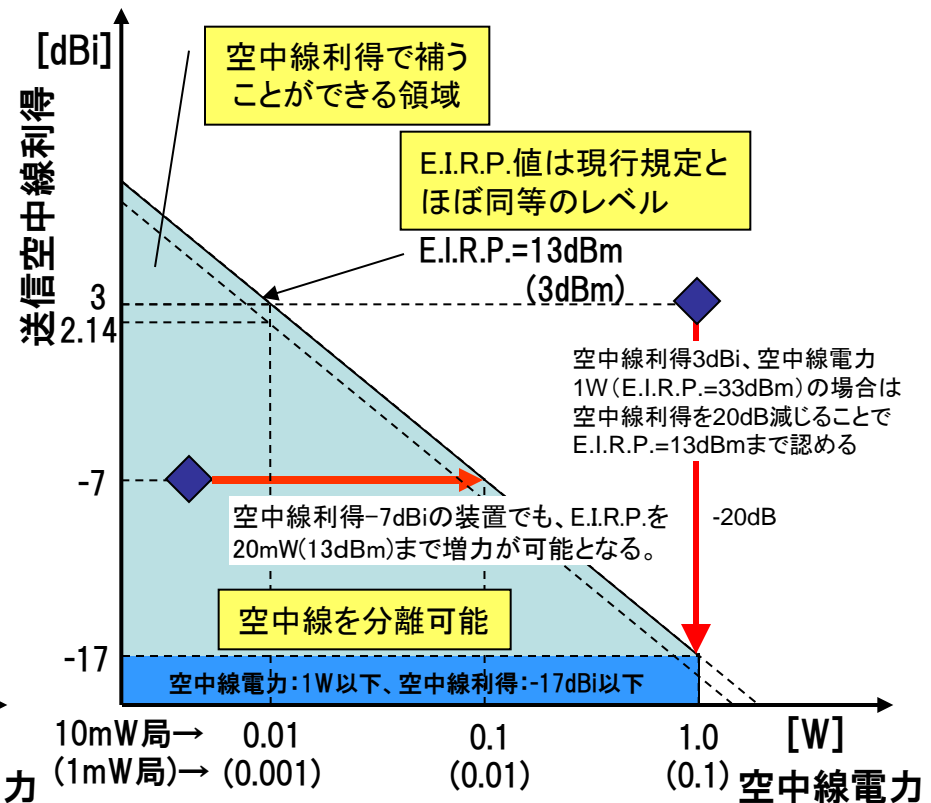 [dBi]
送信空中線利得
空中線利得で補う
ことができる領域
E.I.R.P.値は現行規定と
ほぼ同等のレベル
E.I.R.P.=13dBm
(3dBm)
3
2.14
空中線利得3dBi、空中線電力
1W(E.I.R.P.=33dBm)の場合は
空中線利得を20dB減じることで
E.I.R.P.=13dBmまで認める
-7
空中線利得-7dBiの装置でも、E.I.R.P.を
20mW(13dBm)まで増力が可能となる。
-20dB
空中線を分離可能
-17
空中線電力:1W以下、空中線利得:-17dBi以下
10mW局→ 0.01 0.1 1.0 [W]
力 (1mW局)→ (0.001) (0.01) (0.1) 空中線電力